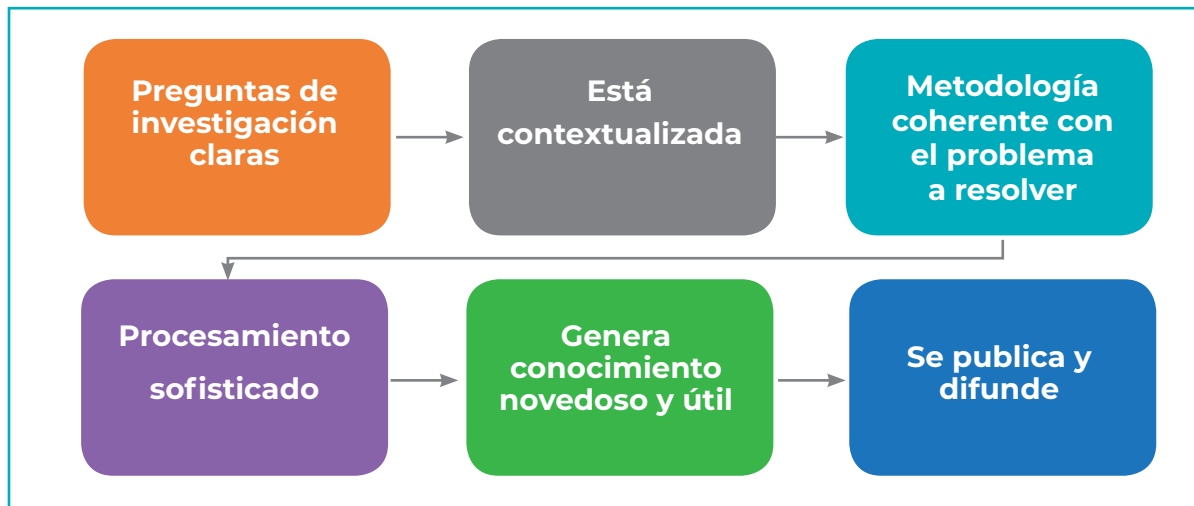 Preguntas de
investigación
claras
Está
contextualizada
Metodología
coherente con
el problema
a resolver
Procesamiento
sofisticado
Genera
conocimiento
novedoso y útil
Se publica y
difunde